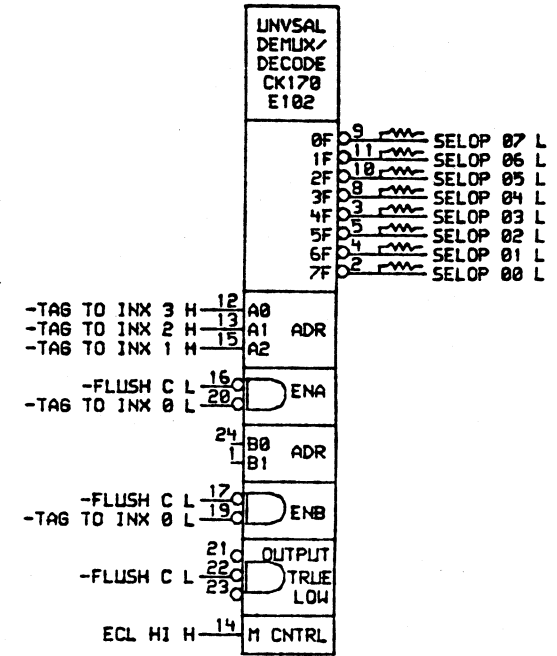 UNVSAL
DEMUX/
DECODE
CK170
E102
0F 9 SELOP 07 L
1F 11 SELOP 06 L
2F 10 SELOP 05 L
3F 8 SELOP 04 L
4F 3 SELOP 03 L
5F 5 SELOP 02 L
6F 4 SELOP 01 L
7F 2 SELOP 00 L
-TAG TO INX 3 H 12 A0
-TAG TO INX 2 H 13 A1 ADR
-TAG TO INX 1 H 15 A2
-FLUSH C L 16 ENA
-TAG TO INX 0 L 20
24 B0 ADR
1 B1
-FLUSH C L 17 ENB
-TAG TO INX 0 L 19
21 OUTPUT
-FLUSH C L 22 TRUE
23 LOW
ECL HI H 14 M CNTRL